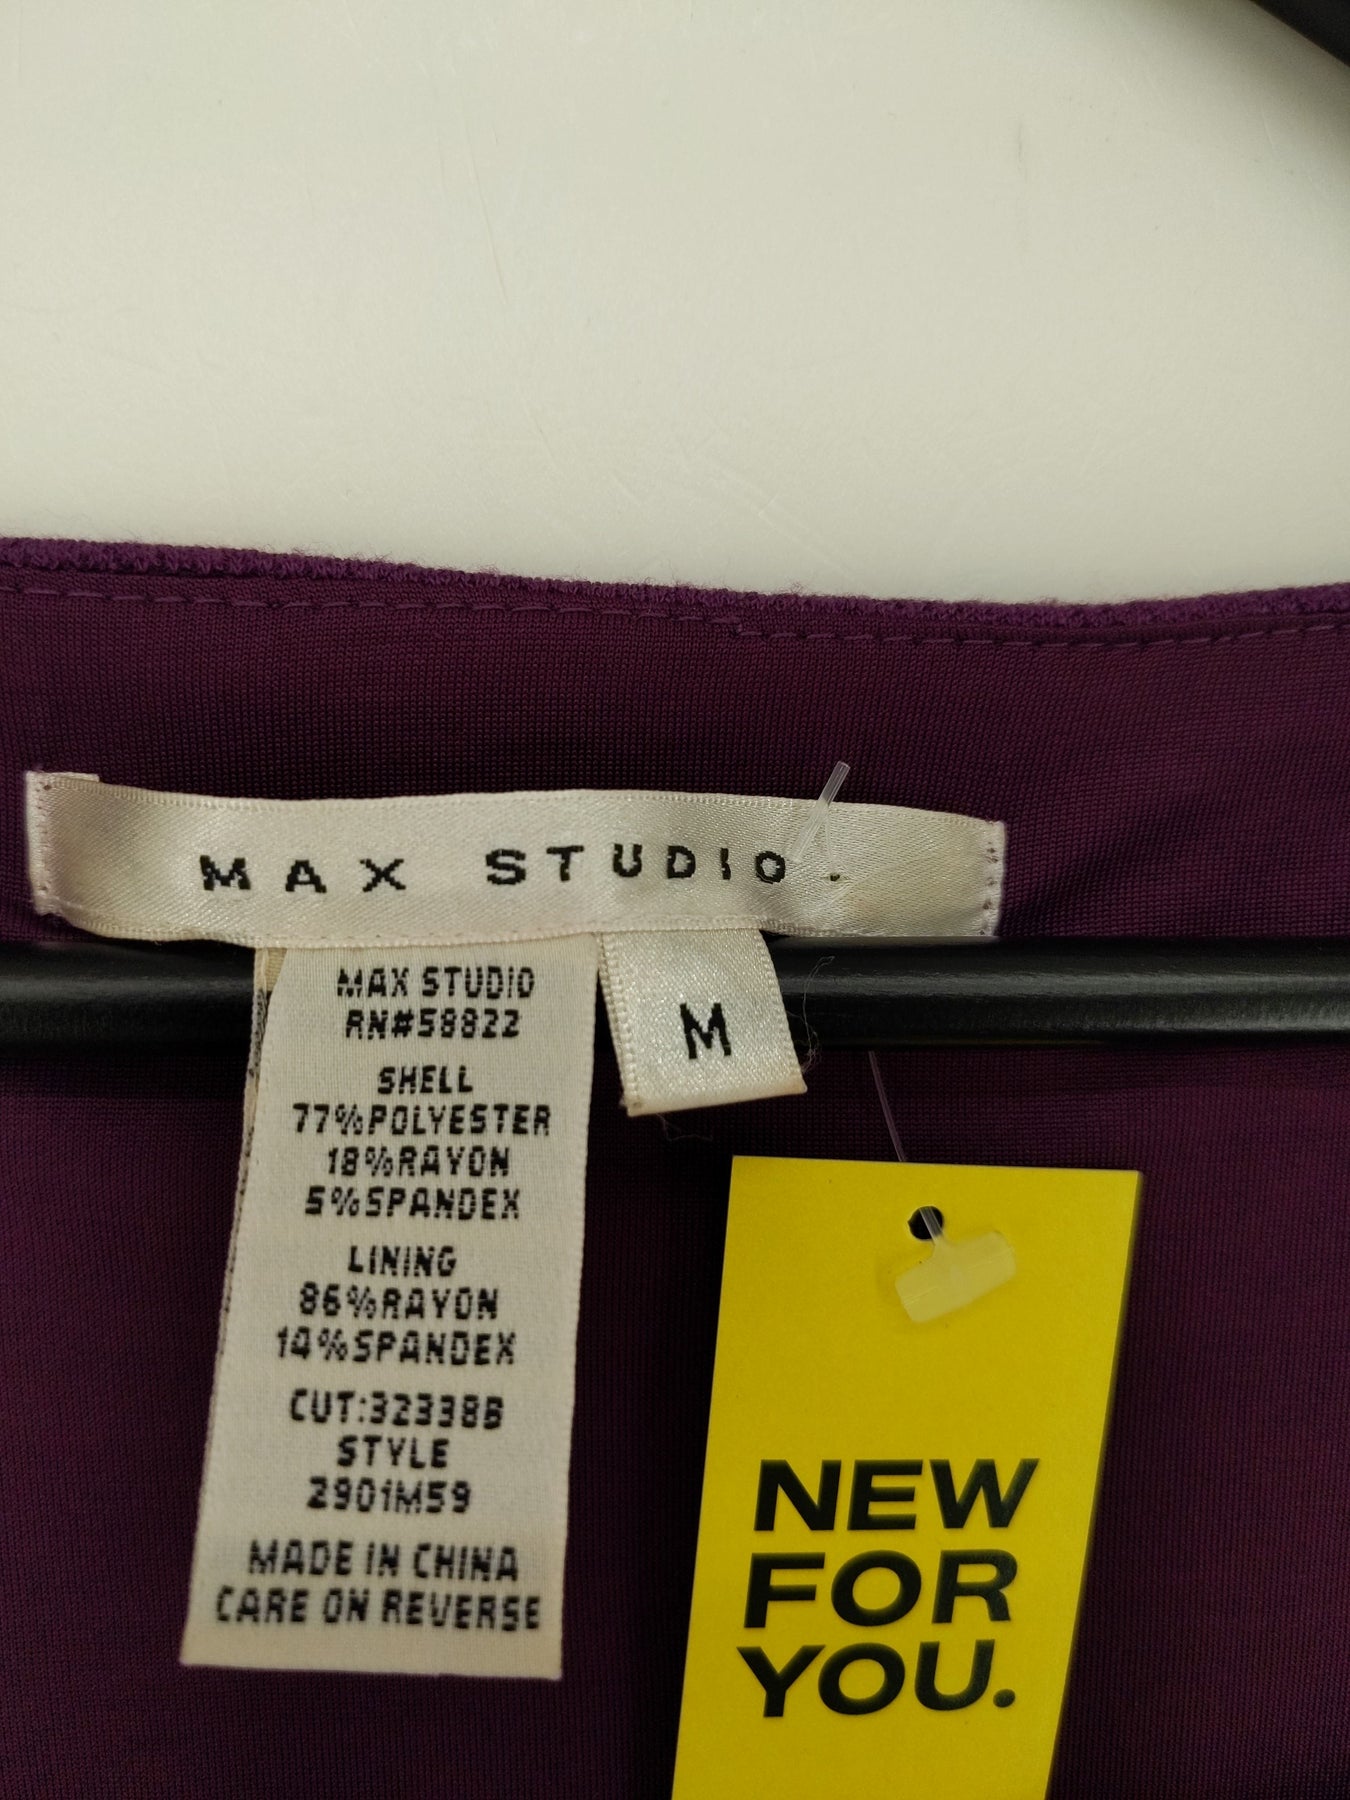 MAX STUDIO.
MAX STUDIO
RN#58822
SHELL
77%POLYESTER
18%RAYON
5%SPANDEX
LINING
86%RAYON
14%SPANDEX
CUT:32338B
STYLE
2901M59
MADE IN CHINA
CARE ON REVERSE
M
NEW
FOR
YOU.